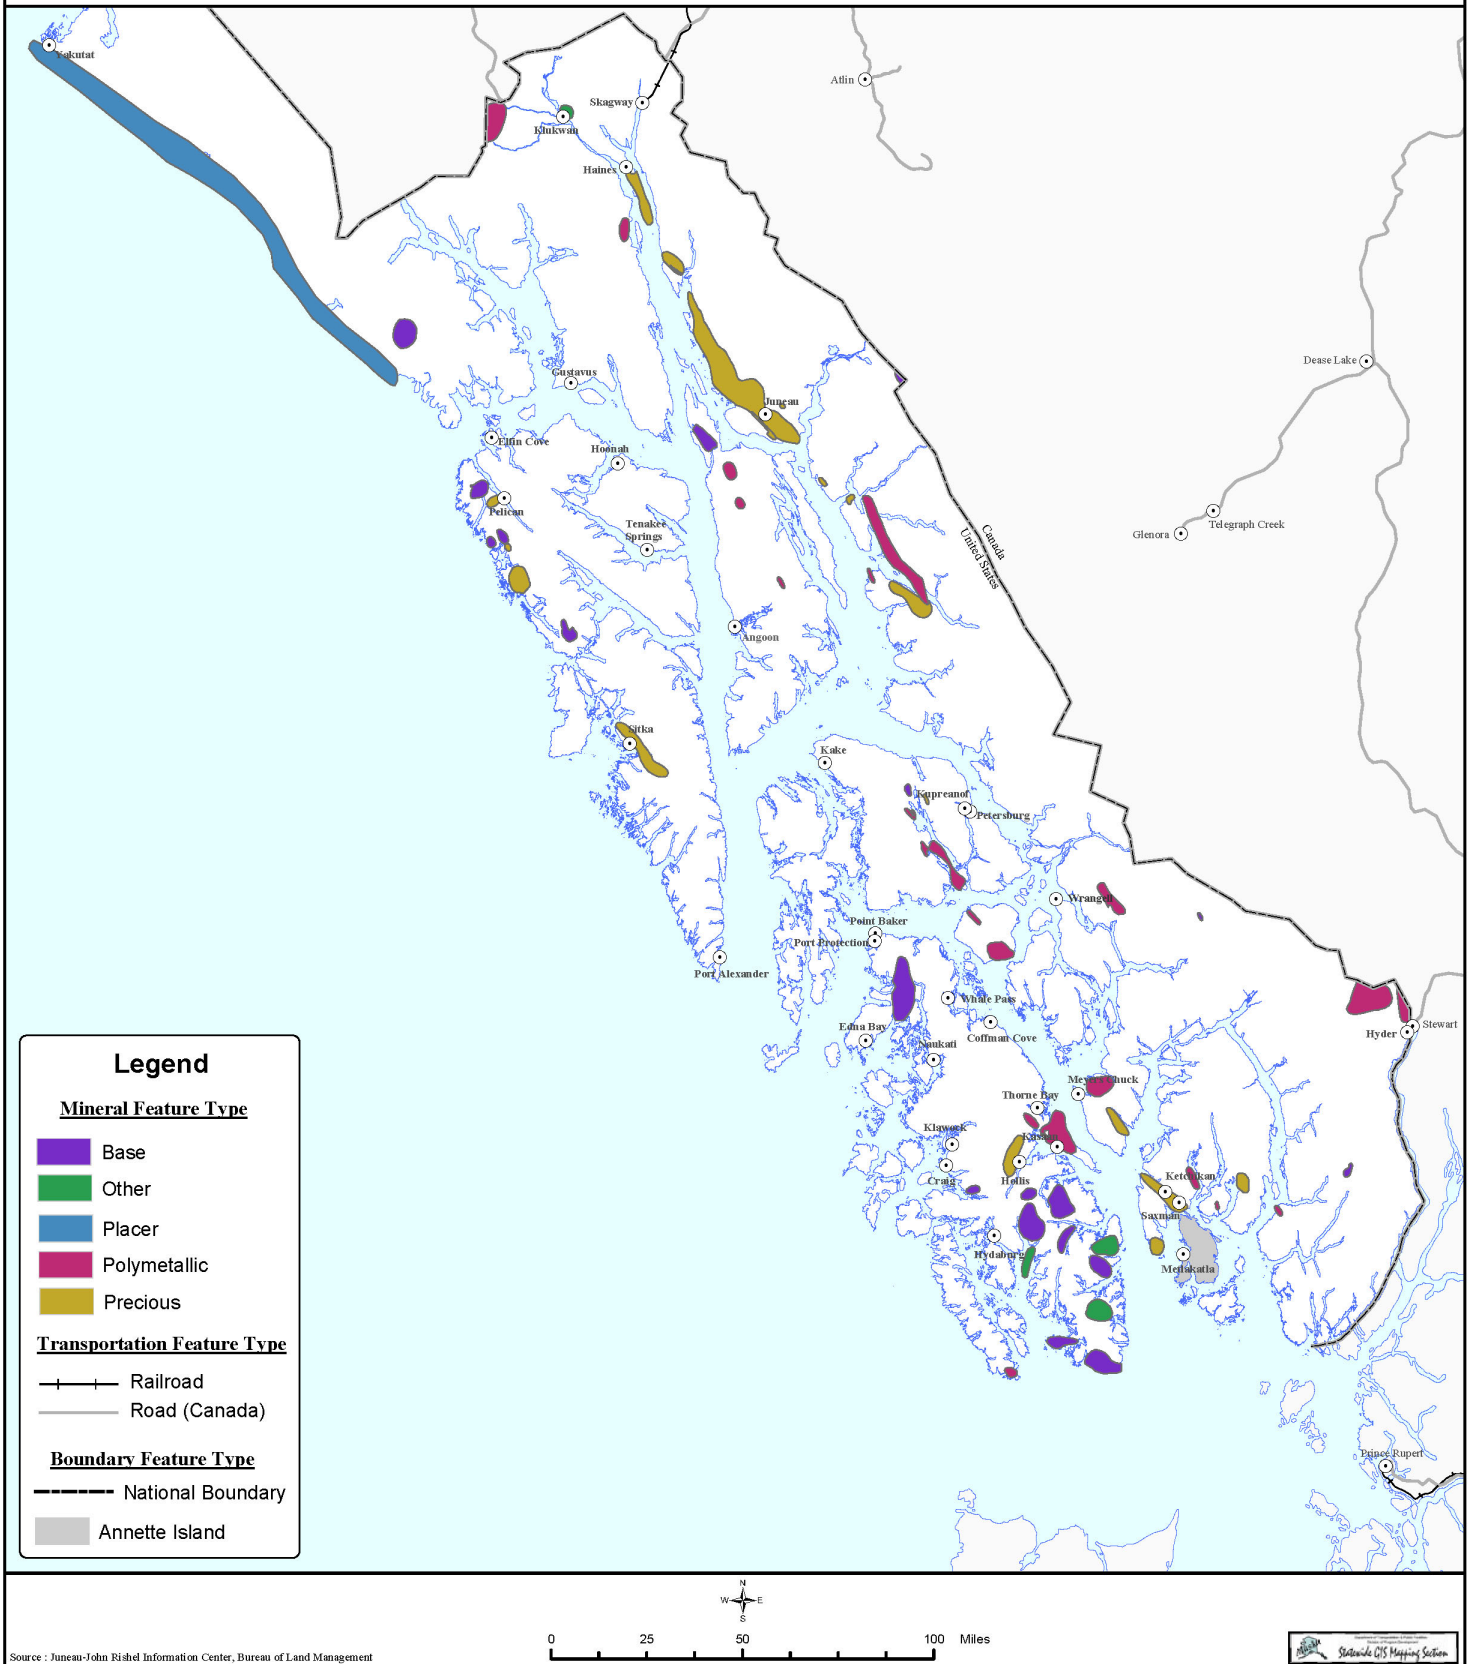 Yakutat
Atlin
Skagway
Klukwan
Haines
Dease Lake
Gustavus
Juneau
Elfin Cove
Hoonah
Pelican
Telegraph Creek
Glenora
Tenakee
Springs
Canada
United States
Angoon
Sitka
Kake
Kupreanof
Petersburg
Wrangell
Point Baker
Port Protection
Port Alexander
Whale Pass
Edna Bay
Coffman Cove
Naukati
Stewart
Hyder
Meyers Chuck
Thorne Bay
Klawock
Kasaan
Craig
Hollis
Ketchikan
Saxman
Hydaburg
Metlakatla
Prince Rupert
Legend
Mineral Feature Type
Base
Other
Placer
Polymetallic
Precious
Transportation Feature Type
Railroad
Road (Canada)
Boundary Feature Type
National Boundary
Annette Island
N
W E
S
0 25 50 100 Miles
Source : Juneau-John Rishel Information Center, Bureau of Land Management
Statewide GIS Mapping Section